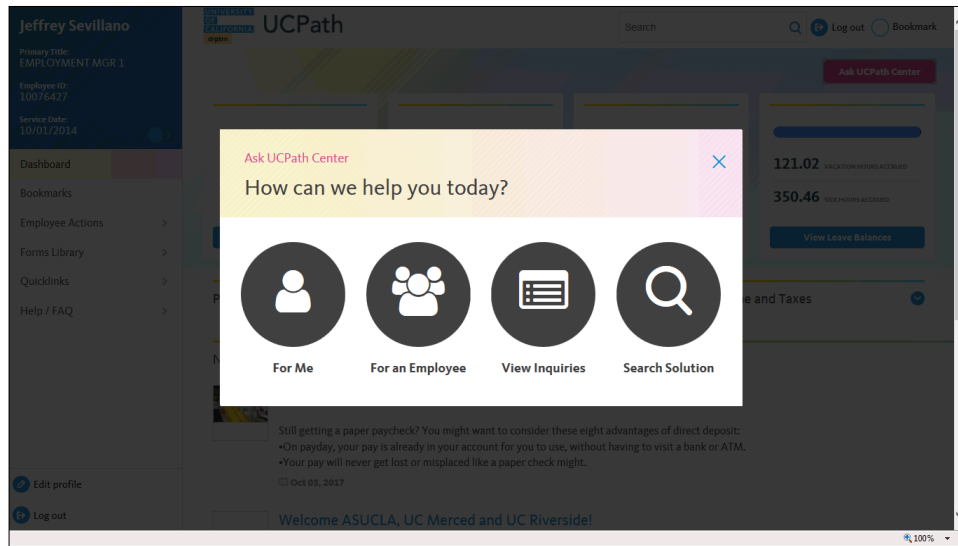 Jeffrey Sevillano
Primary Title:
EMPLOYMENT MGR 1
Employee ID:
10076427
Service Date:
10/01/2014
Dashboard
Bookmarks
Employee Actions
Forms Library
Quicklinks
Help / FAQ
Edit profile
Log out
UNIVERSITY
OF
CALIFORNIA
UCPath
Search
Log out
Bookmark
Ask UCPath Center
121.02 VACATION HOURS ACCRUED
350.46 SICK HOURS ACCRUED
View Leave Balances
Ask UCPath Center
How can we help you today?
For Me
For an Employee
View Inquiries
Search Solution
and Taxes
Still getting a paper paycheck? You might want to consider these eight advantages of direct deposit:
•On payday, your pay is already in your account for you to use, without having to visit a bank or ATM.
•Your pay will never get lost or misplaced like a paper check might.
Oct 03, 2017
Welcome ASUCLA, UC Merced and UC Riverside!
100%